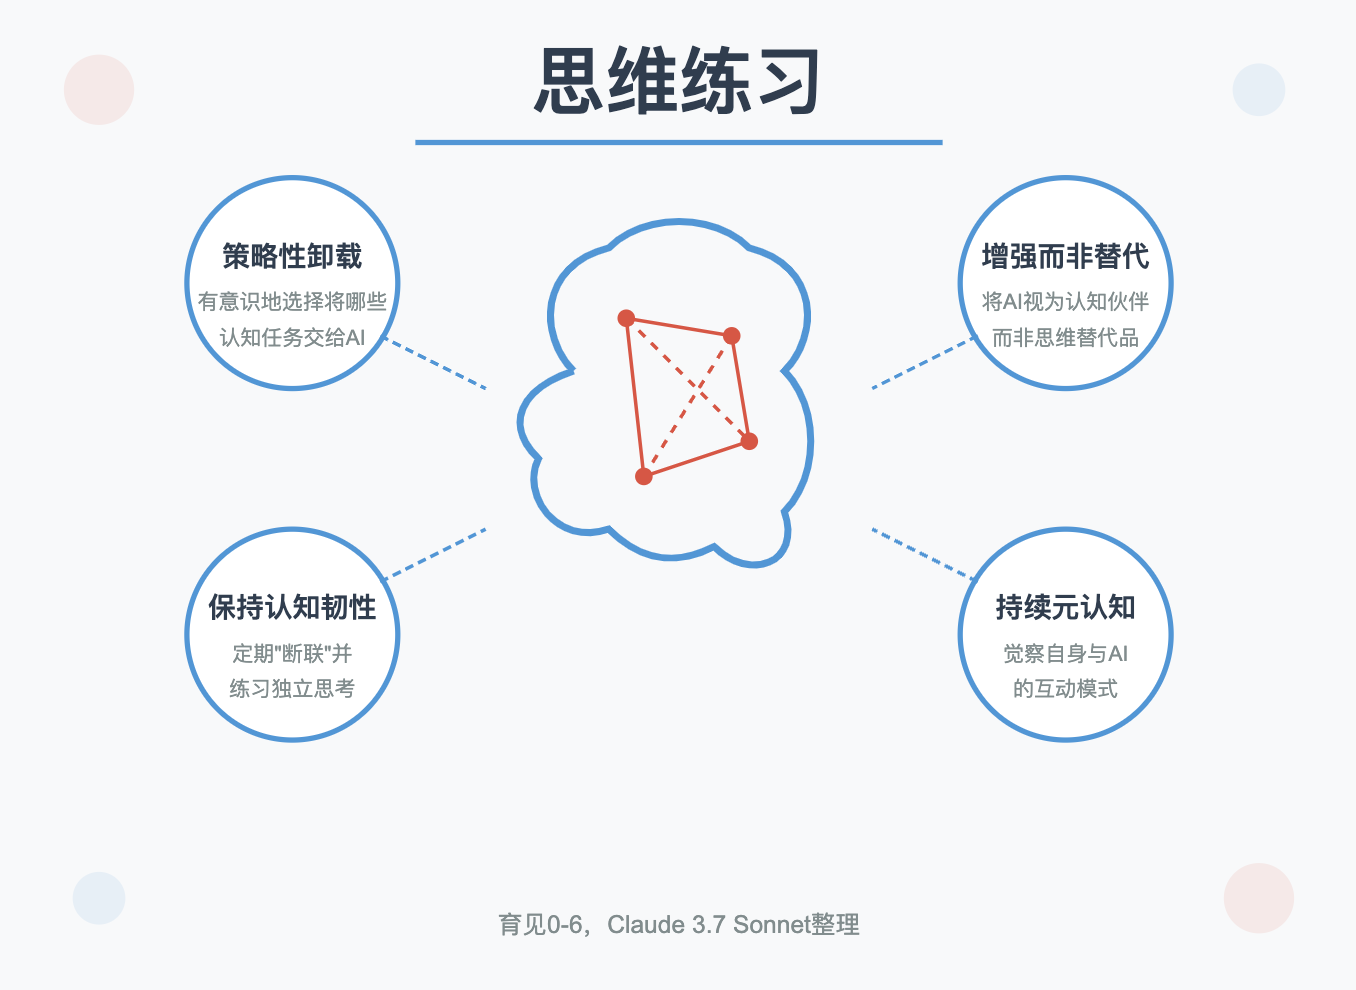 思维练习
策略性卸载
有意识地选择将哪些
认知任务交给AI
增强而非替代
将AI视为认知伙伴
而非思维替代品
保持认知韧性
定期"断联"并
练习独立思考
持续元认知
觉察自身与AI
的互动模式
育见0-6，Claude 3.7 Sonnet整理